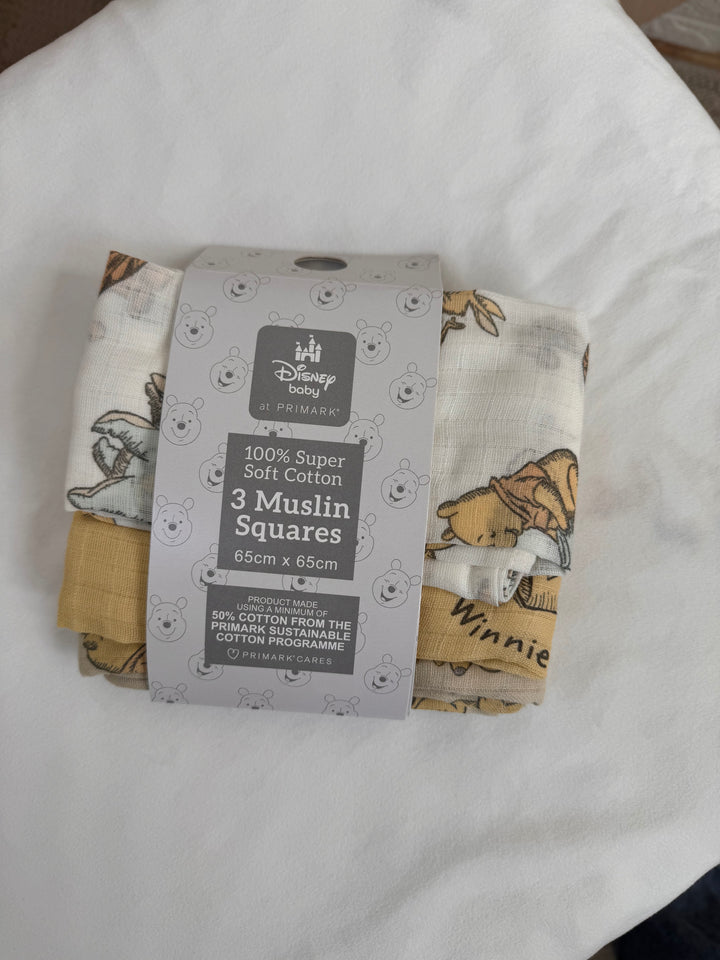 Disney
baby
at PRIMARK®
100% Super
Soft Cotton
3 Muslin
Squares
65cm x 65cm
PRODUCT MADE
USING A MINIMUM OF
50% COTTON FROM THE
PRIMARK SUSTAINABLE
COTTON PROGRAMME
PRIMARK® CARES
Winnie